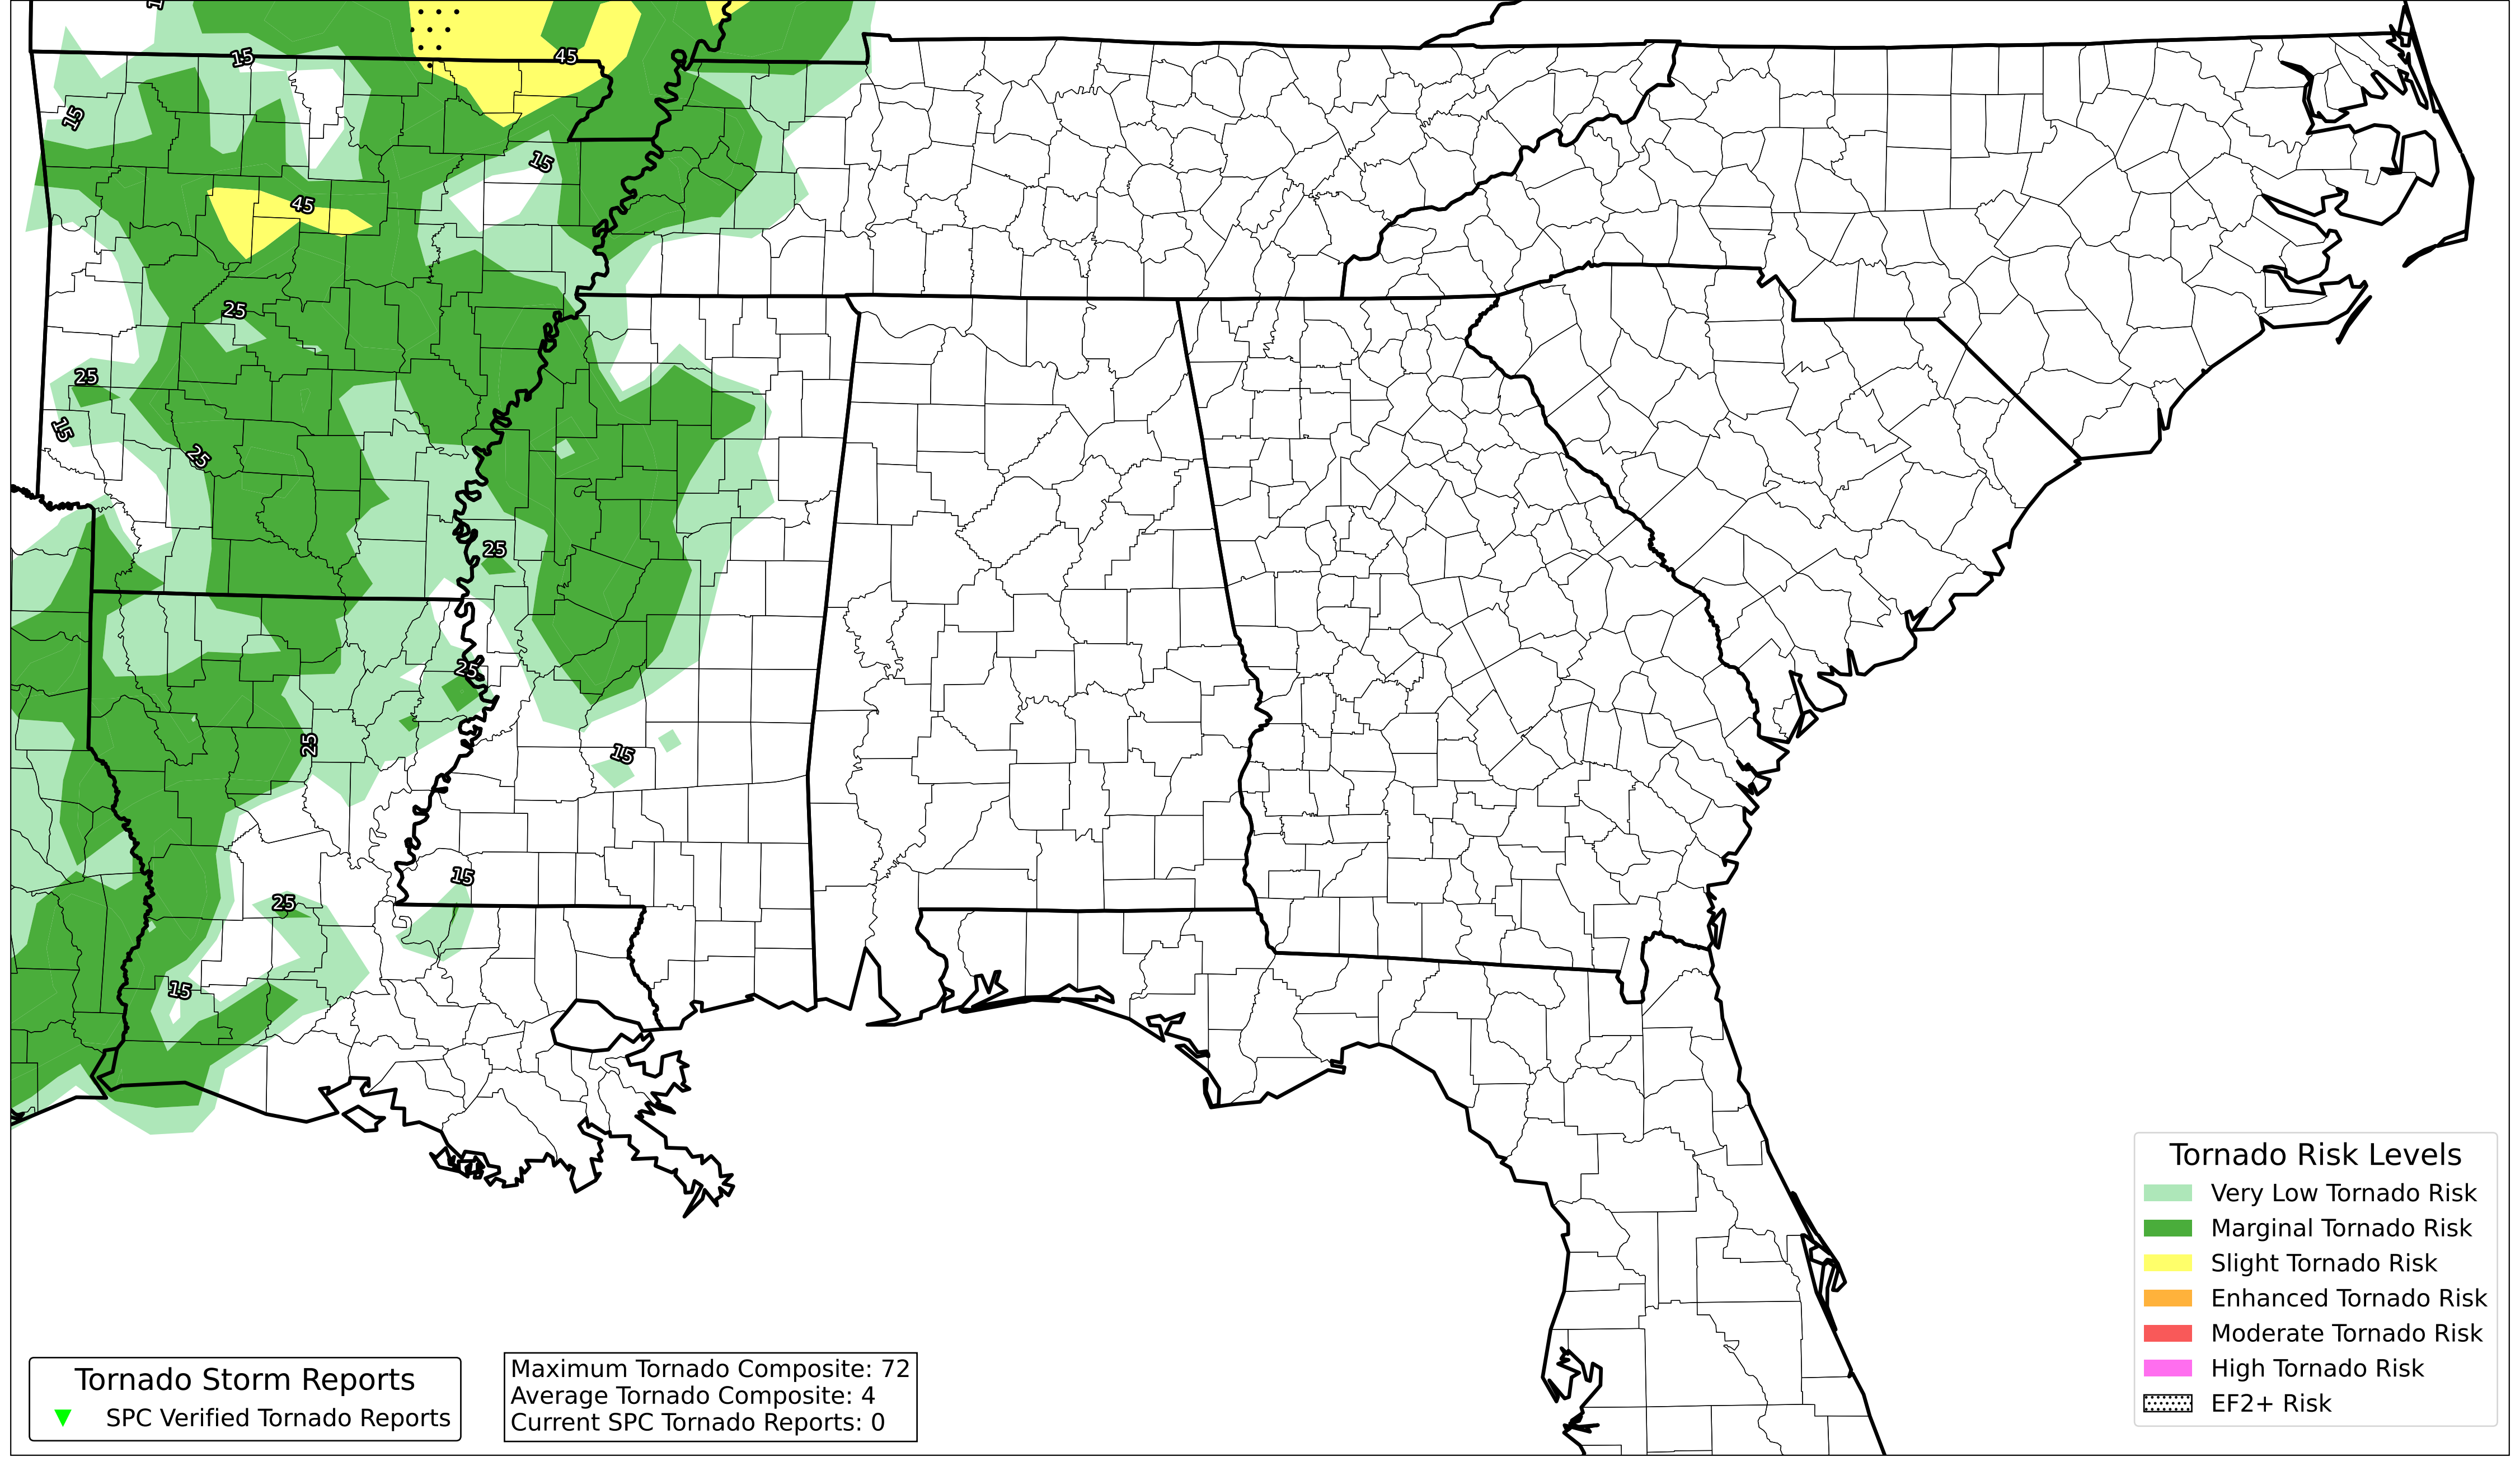 15
45
15
15
45
25
25
15
25
25
25
25
15
15
25
15
Tornado Risk Levels
Very Low Tornado Risk
Marginal Tornado Risk
Slight Tornado Risk
Enhanced Tornado Risk
Moderate Tornado Risk
High Tornado Risk
EF2+ Risk
Tornado Storm Reports
SPC Verified Tornado Reports
Maximum Tornado Composite: 72
Average Tornado Composite: 4
Current SPC Tornado Reports: 0